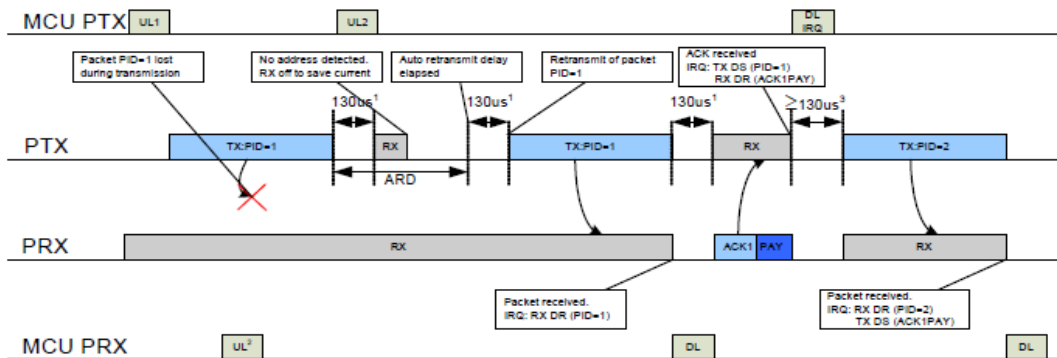 MCU PTX
UL1
UL2
DL
IRQ
Packet PID=1 lost
during transmission
No address detected.
RX off to save current
Auto retransmit delay
elapsed
Retransmit of packet
PID=1
ACK received
IRQ: TX DS (PID=1)
RX DR (ACK1PAY)
130us¹
130us¹
130us¹
≥130us³
PTX
TX:PID=1
RX
TX:PID=1
RX
TX:PID=2
ARD
PRX
RX
ACK1
PAY
RX
Packet received.
IRQ: RX DR (PID=1)
Packet received.
IRQ: RX DR (PID=2)
TX DS (ACK1PAY)
MCU PRX
UL²
DL
DL